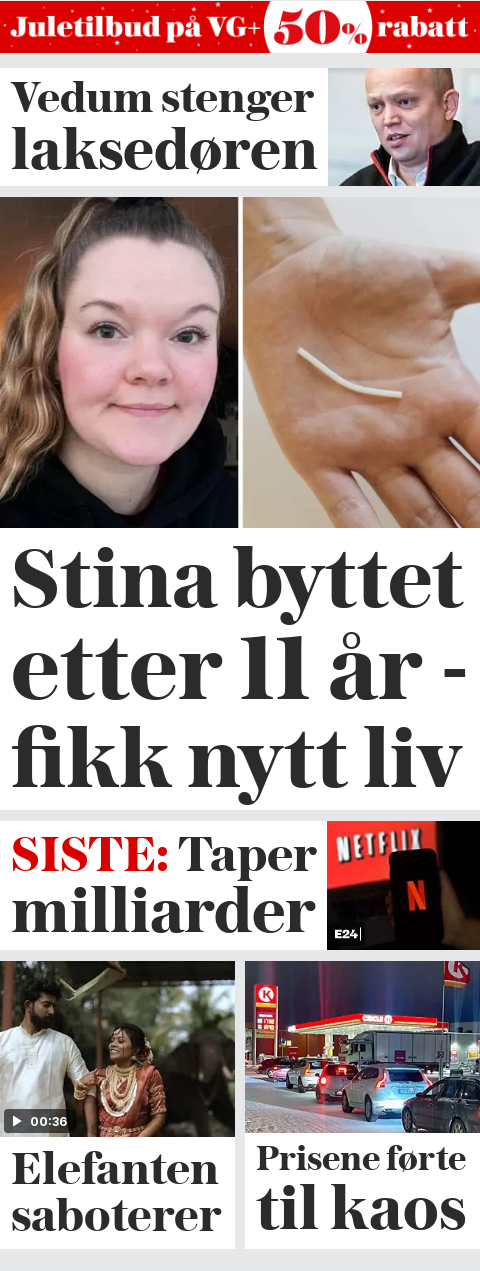 Juletilbud på VG+ 50% rabatt
Vedum stenger
laksedøren
Stina byttet
etter 11 år -
fikk nytt liv
SISTE: Taper
milliarder
NETFLIX
N
E24
00:36
K
CIRCLE K
Elefanten
saboterer
Prisene førte
til kaos